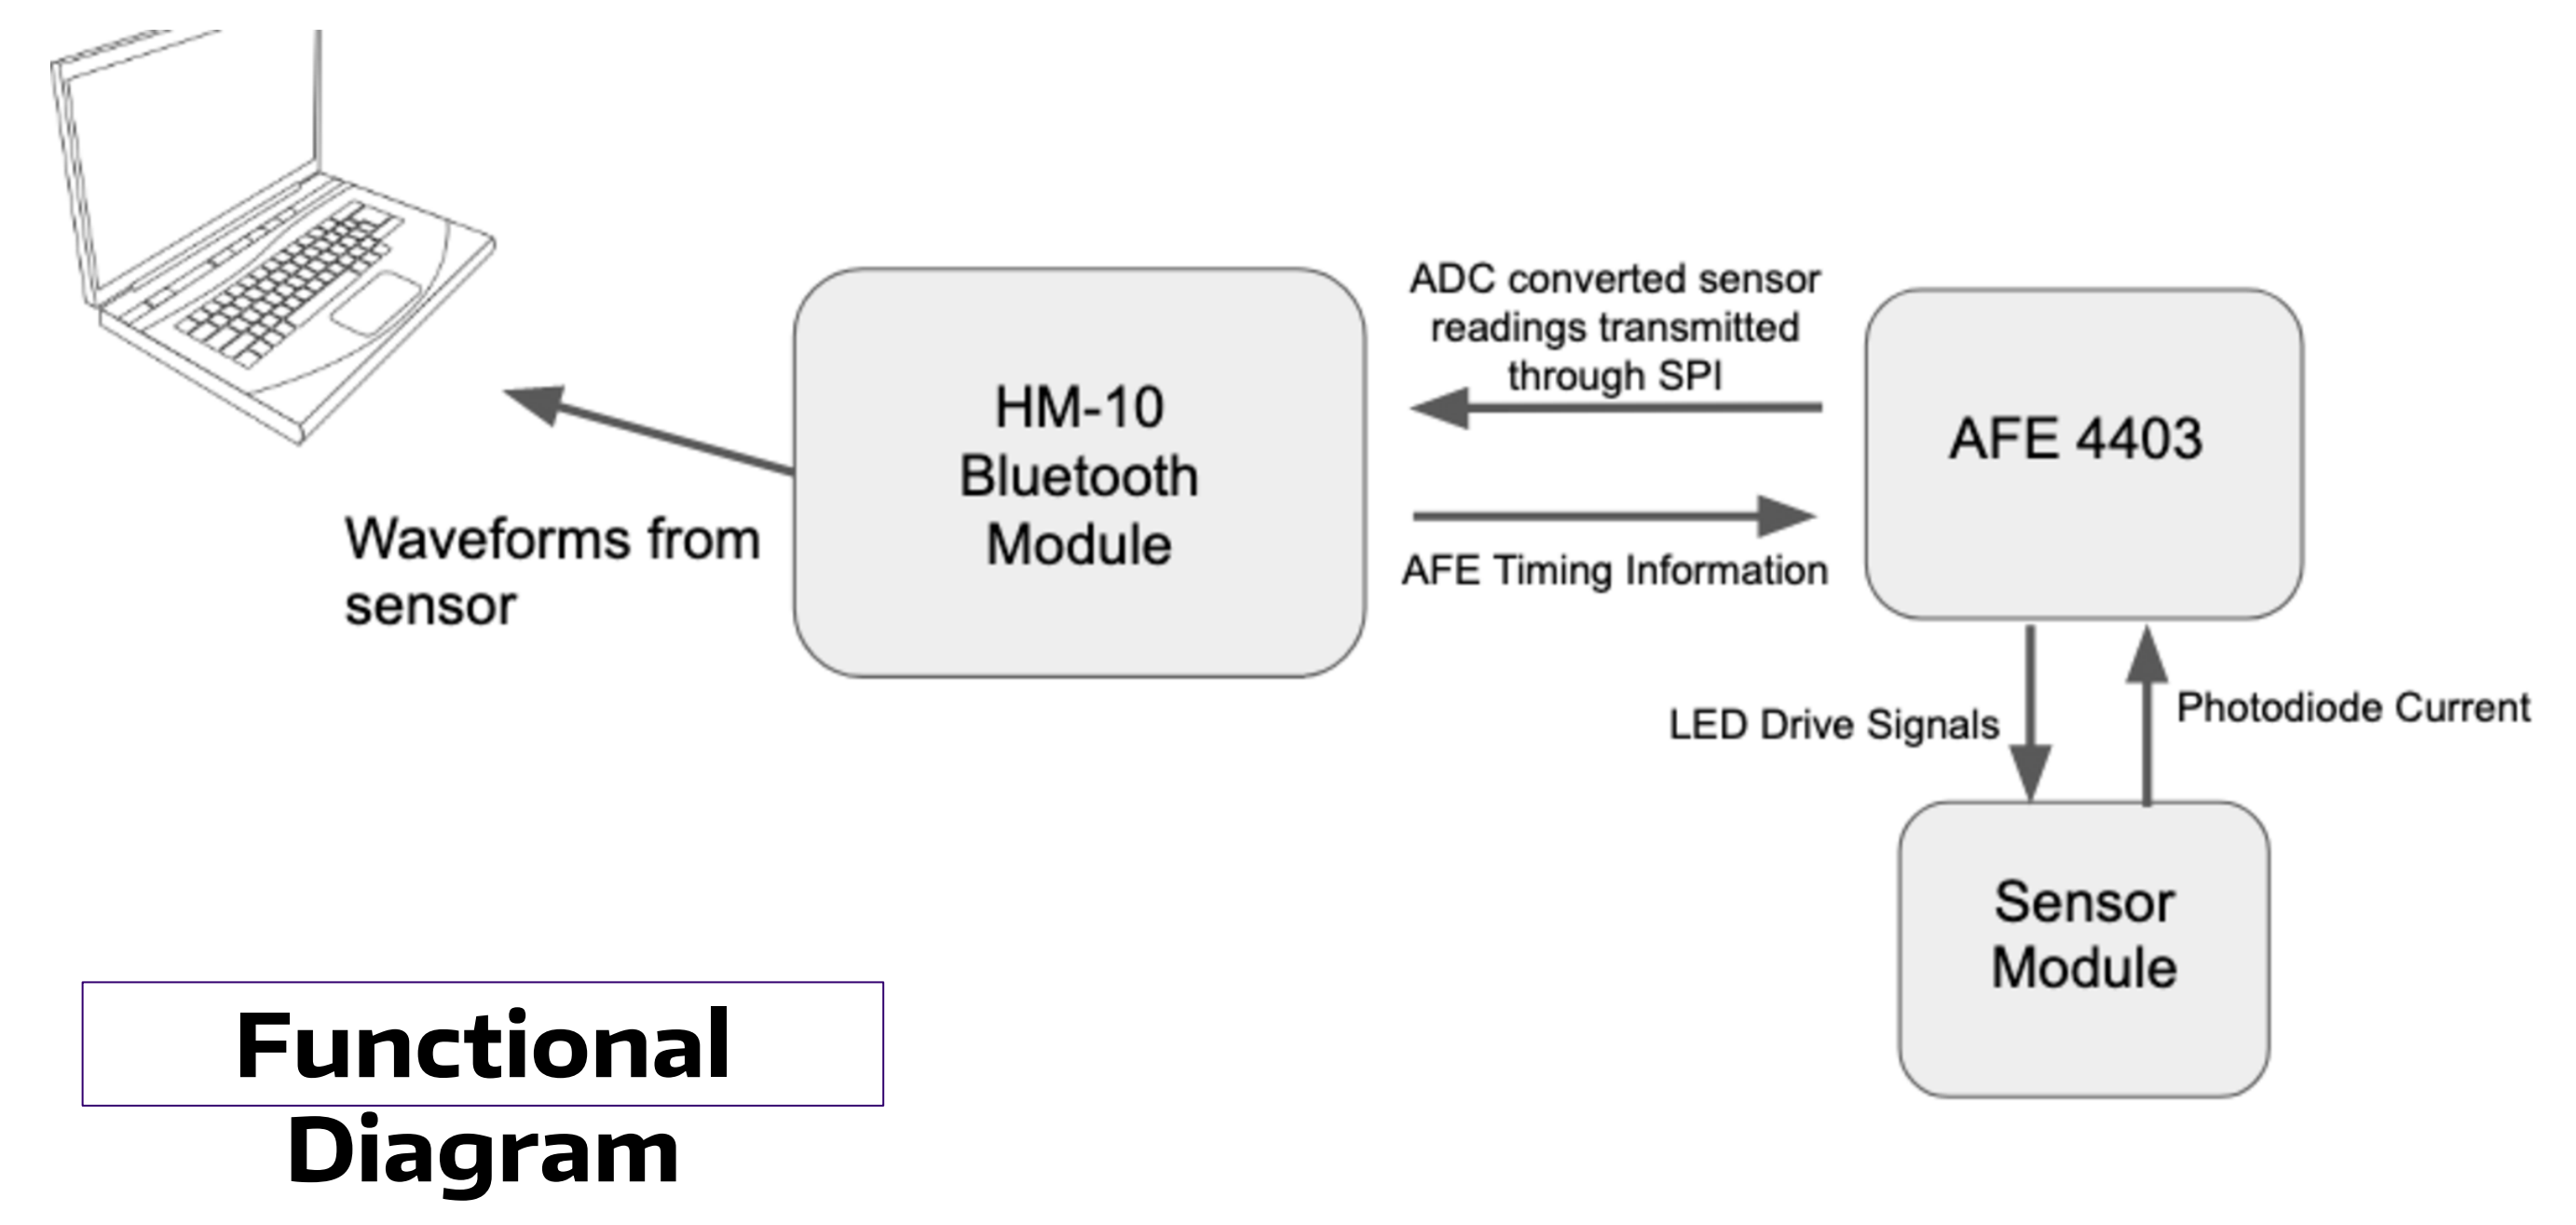 ADC converted sensor
readings transmitted
through SPI
HM-10
Bluetooth
Module
AFE 4403
Waveforms from
sensor
AFE Timing Information
LED Drive Signals
Photodiode Current
Sensor
Module
Functional
Diagram